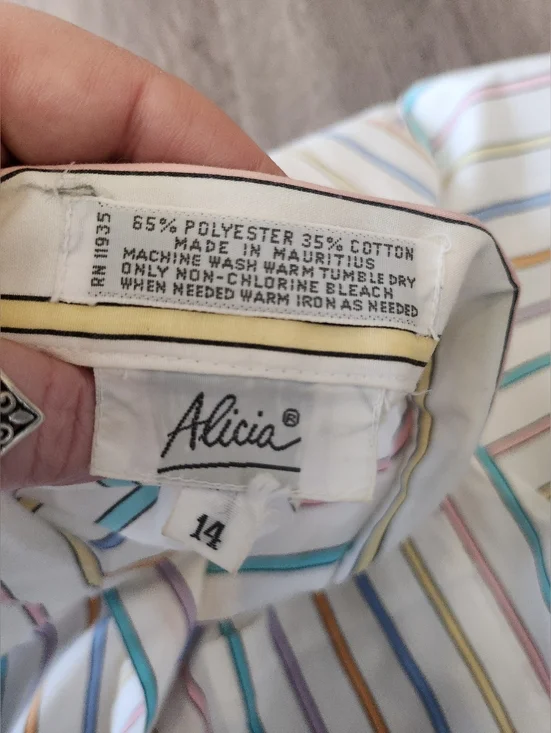 RN 11935
65% POLYESTER 35% COTTON
MADE IN MAURITIUS
MACHINE WASH WARM TUMBLE DRY
ONLY NON-CHLORINE BLEACH
WHEN NEEDED WARM IRON AS NEEDED
Alicia®
14